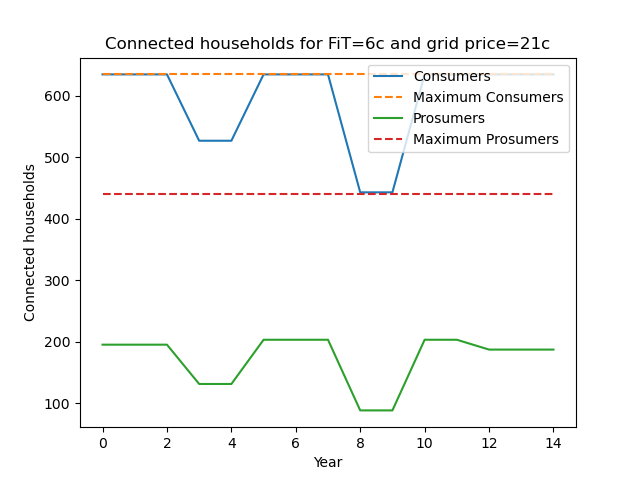 Connected households for FiT=6c and grid price=21c
Consumers
Maximum Consumers
Prosumers
Maximum Prosumers
Connected households
600
500
400
300
200
100
0 2 4 6 8 10 12 14
Year